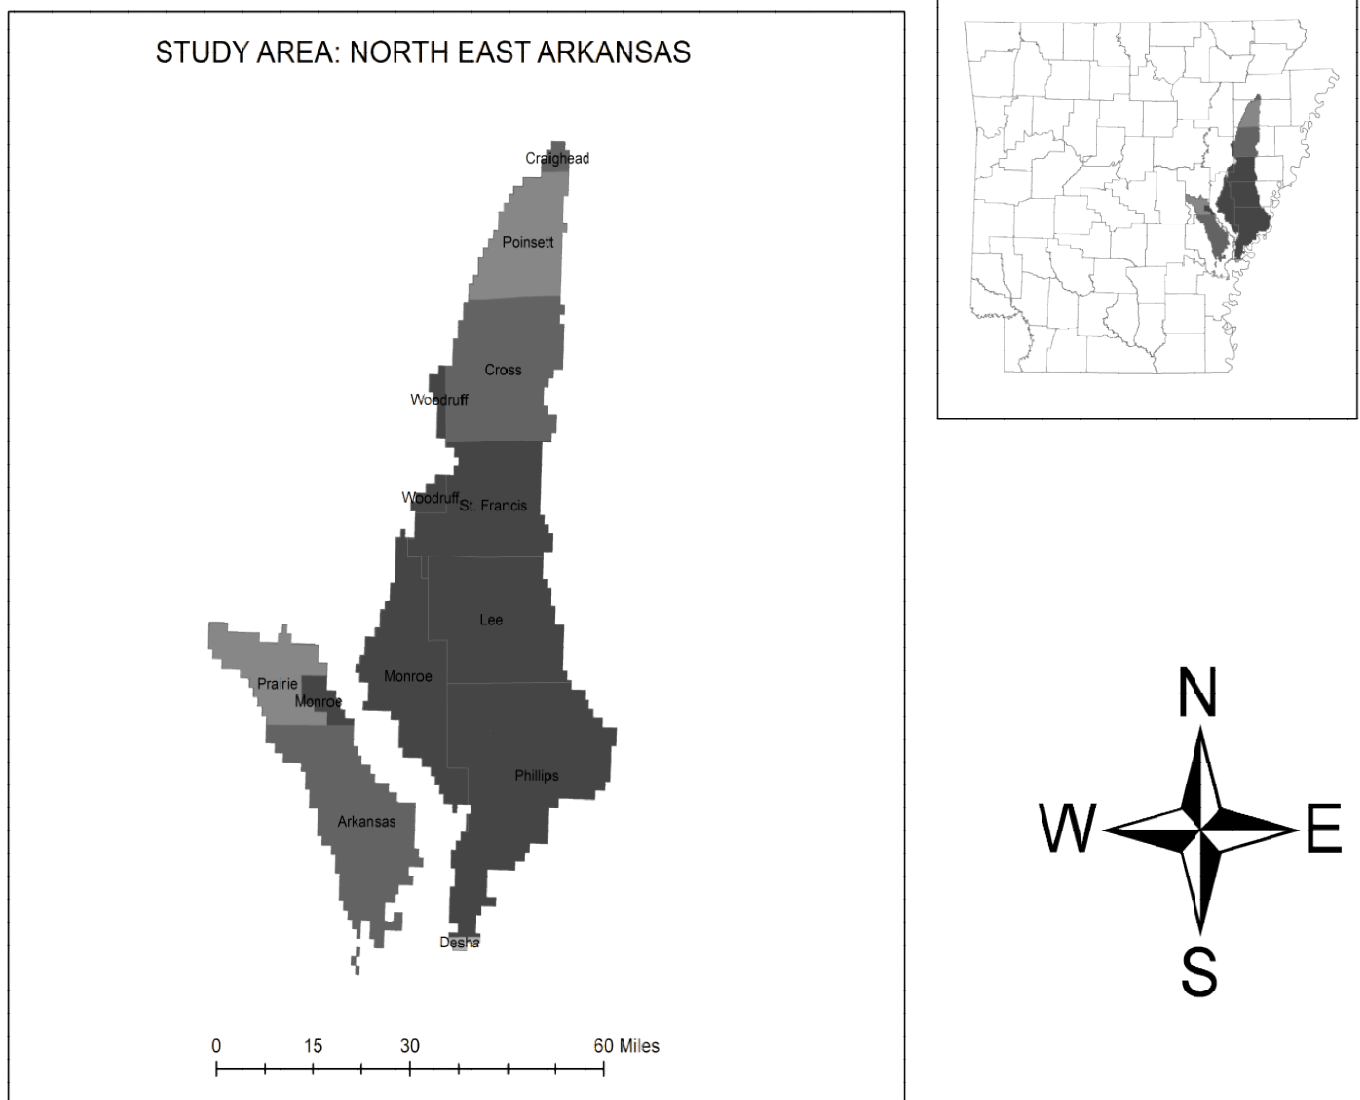 STUDY AREA: NORTH EAST ARKANSAS
Craighead
Poinsett
Cross
Woodruff
Woodruff
St. Francis
Lee
Monroe
Prairie
Monroe
Phillips
Arkansas
Desha
0 15 30 60 Miles
N
W E
S